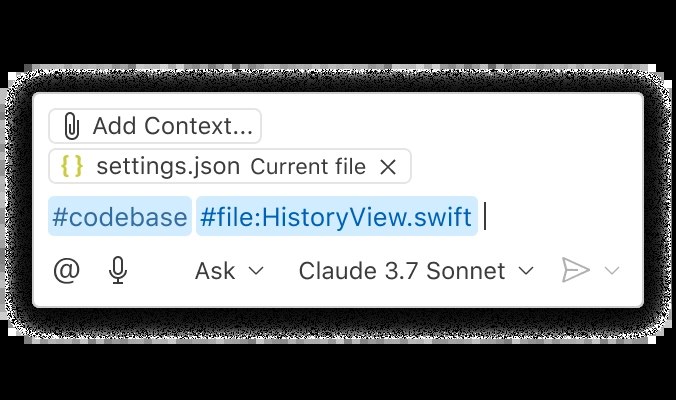 Add Context...
{} settings.json Current file ×
#codebase #file:HistoryView.swift
@ Ask Claude 3.7 Sonnet